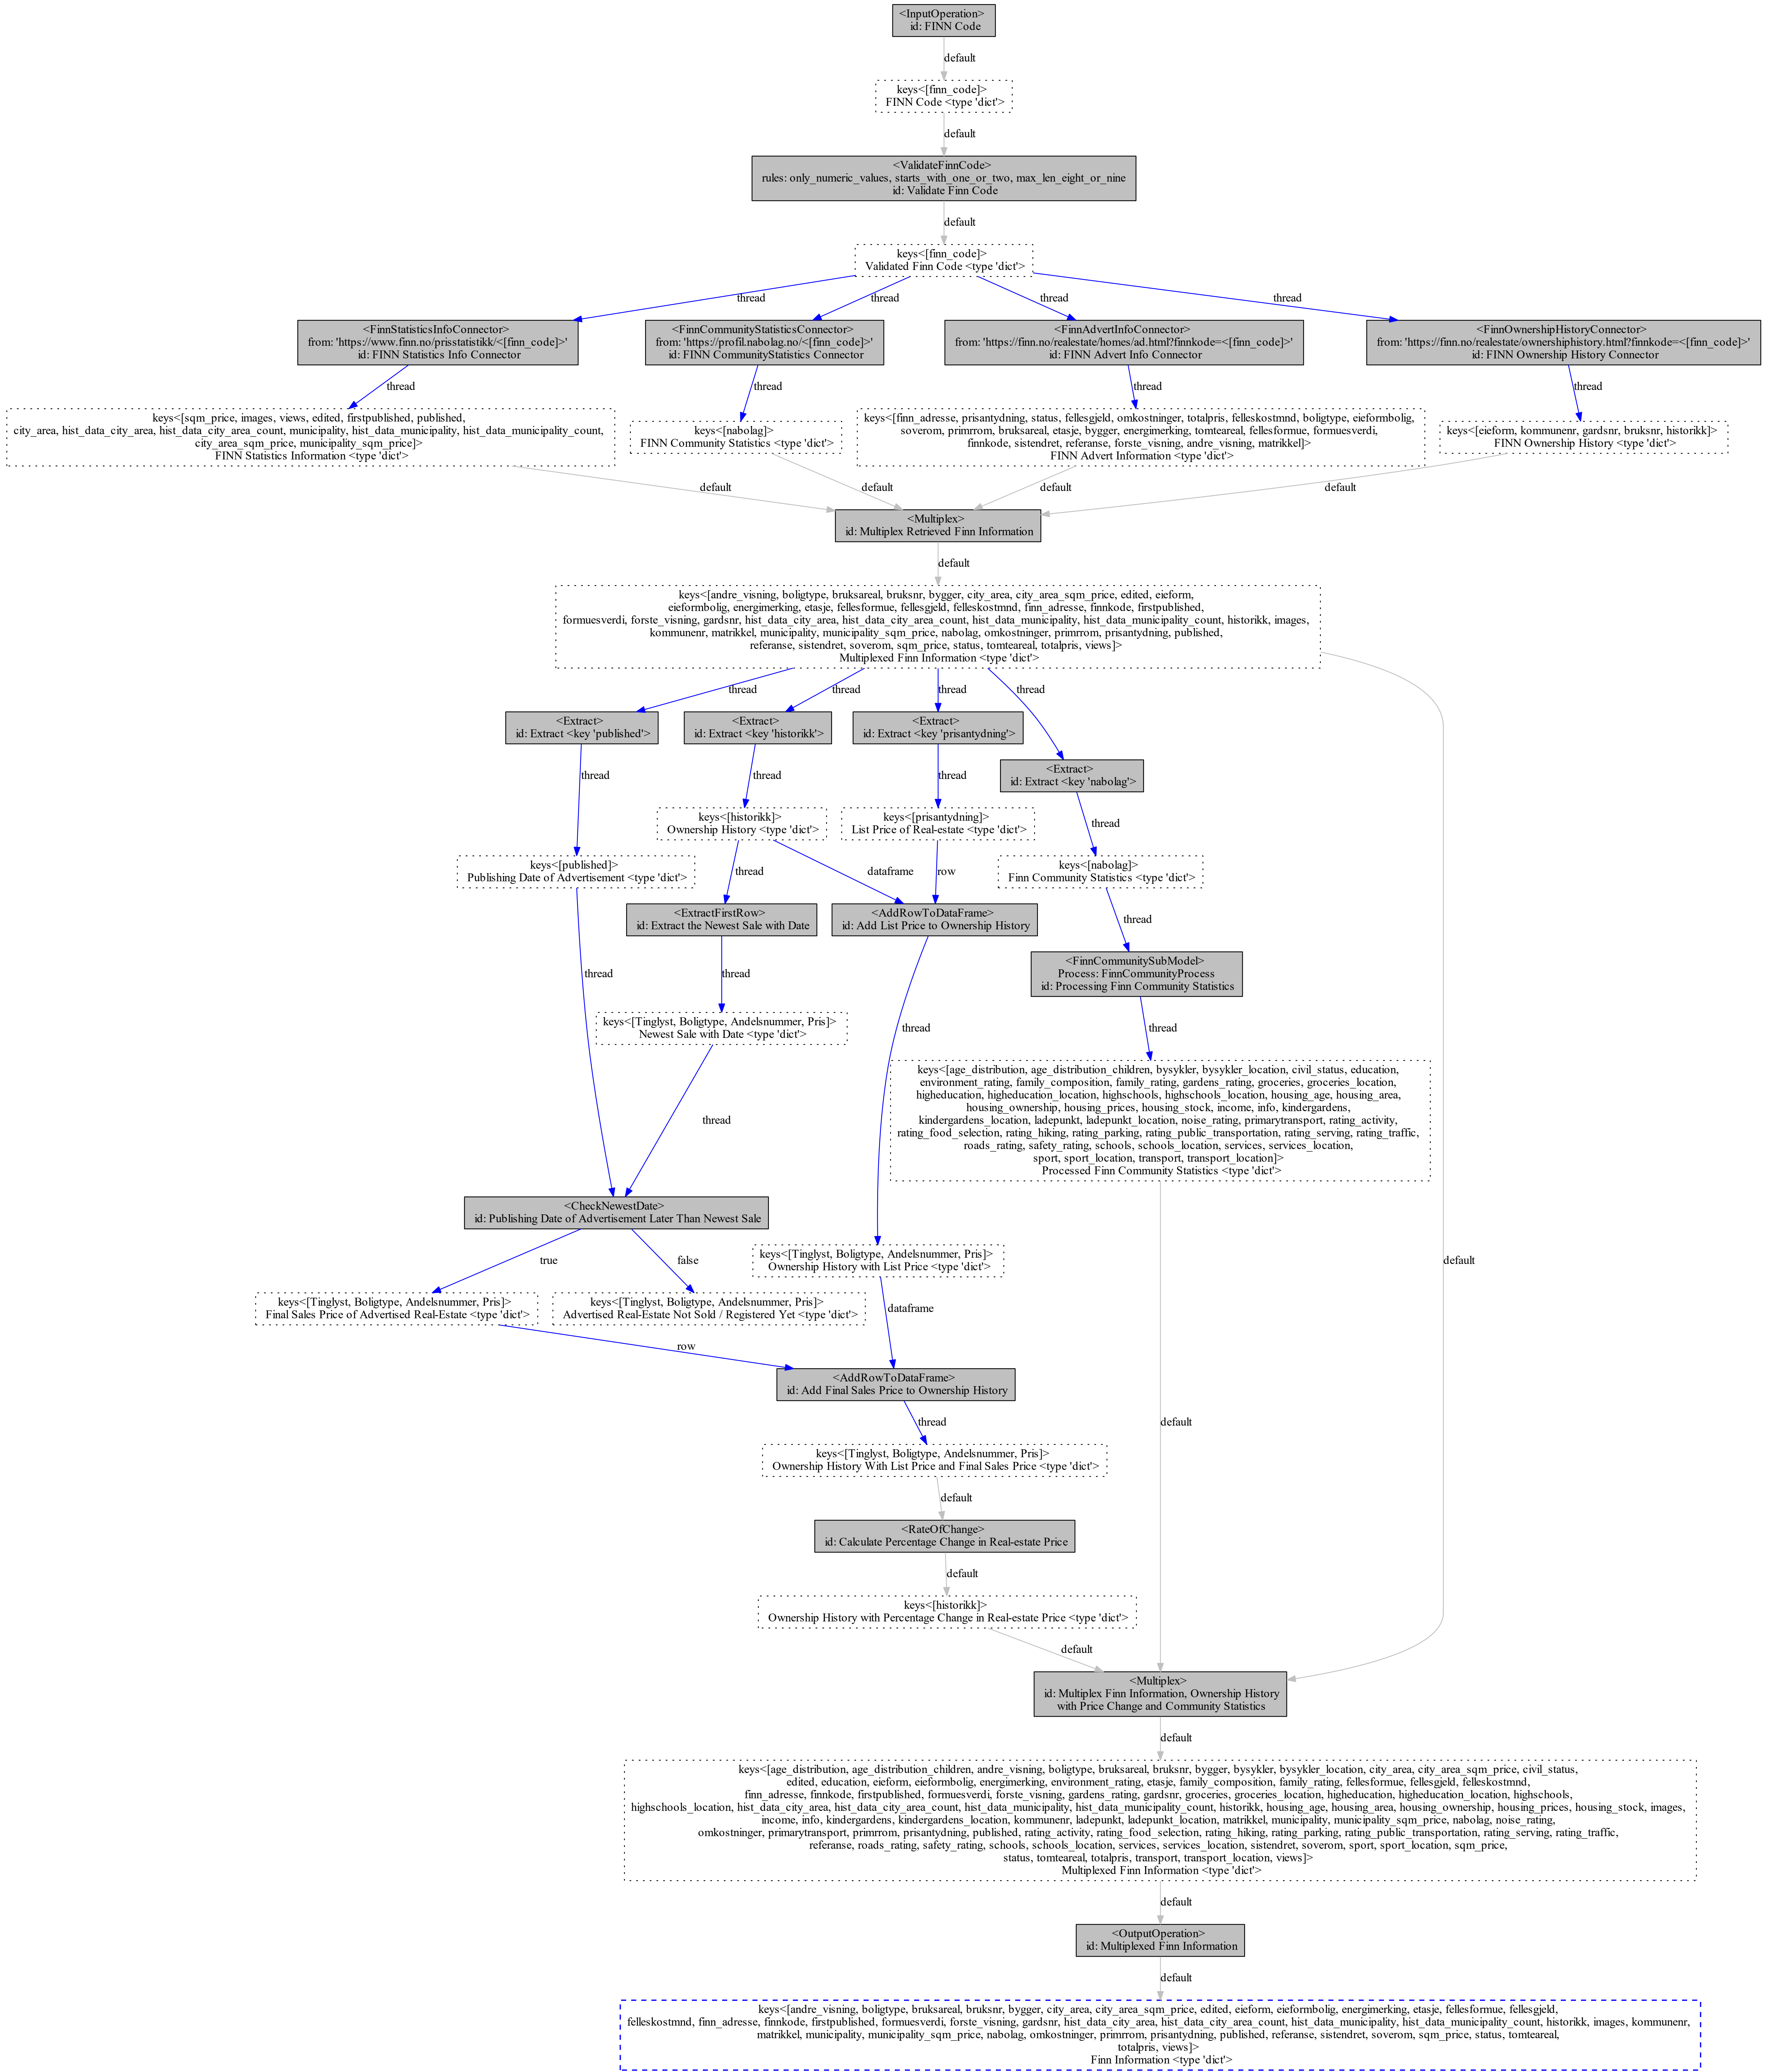 <InputOperation>
id: FINN Code
default
keys<[finn_code]>
FINN Code <type 'dict'>
default
<ValidateFinnCode>
rules: only_numeric_values, starts_with_one_or_two, max_len_eight_or_nine
id: Validate Finn Code
default
keys<[finn_code]>
Validated Finn Code <type 'dict'>
thread
thread
thread
thread
<FinnStatisticsInfoConnector>
from: 'https://www.finn.no/prisstatistikk/<[finn_code]>'
id: FINN Statistics Info Connector
<FinnCommunityStatisticsConnector>
from: 'https://profil.nabolag.no/<[finn_code]>'
id: FINN CommunityStatistics Connector
<FinnAdvertInfoConnector>
from: 'https://finn.no/realestate/homes/ad.html?finnkode=<[finn_code]>'
id: FINN Advert Info Connector
<FinnOwnershipHistoryConnector>
from: 'https://finn.no/realestate/ownershiphistory.html?finnkode=<[finn_code]>'
id: FINN Ownership History Connector
thread
thread
thread
thread
keys<[sqm_price, images, views, edited, firstpublished, published,
city_area, hist_data_city_area, hist_data_city_area_count, municipality, hist_data_municipality, hist_data_municipality_count,
city_area_sqm_price, municipality_sqm_price]>
FINN Statistics Information <type 'dict'>
keys<[nabolag]>
FINN Community Statistics <type 'dict'>
keys<[finn_adresse, prisantydning, status, fellesgjeld, omkostninger, totalpris, felleskostmnd, boligtype, eieformbolig,
soverom, primrrom, bruksareal, etasje, bygger, energimerking, tomteareal, fellesformue, formuesverdi,
finnkode, sistendret, referanse, forste_visning, andre_visning, matrikkel]>
FINN Advert Information <type 'dict'>
keys<[eieform, kommunenr, gardsnr, bruksnr, historikk]>
FINN Ownership History <type 'dict'>
default
default
default
default
<Multiplex>
id: Multiplex Retrieved Finn Information
default
keys<[andre_visning, boligtype, bruksareal, bruksnr, bygger, city_area, city_area_sqm_price, edited, eieform,
eieformbolig, energimerking, etasje, fellesformue, fellesgjeld, felleskostmnd, finn_adresse, finnkode, firstpublished,
formuesverdi, forste_visning, gardsnr, hist_data_city_area, hist_data_city_area_count, hist_data_municipality, hist_data_municipality_count, historikk, images,
kommunenr, matrikkel, municipality, municipality_sqm_price, nabolag, omkostninger, primrrom, prisantydning, published,
referanse, sistendret, soverom, sqm_price, status, tomteareal, totalpris, views]>
Multiplexed Finn Information <type 'dict'>
thread
thread
thread
thread
<Extract>
id: Extract <key 'published'>
<Extract>
id: Extract <key 'historikk'>
<Extract>
id: Extract <key 'prisantydning'>
<Extract>
id: Extract <key 'nabolag'>
thread
thread
thread
thread
keys<[historikk]>
Ownership History <type 'dict'>
keys<[prisantydning]>
List Price of Real-estate <type 'dict'>
keys<[published]>
Publishing Date of Advertisement <type 'dict'>
keys<[nabolag]>
Finn Community Statistics <type 'dict'>
thread
dataframe
row
thread
<ExtractFirstRow>
id: Extract the Newest Sale with Date
<AddRowToDataFrame>
id: Add List Price to Ownership History
<FinnCommunitySubModel>
Process: FinnCommunityProcess
id: Processing Finn Community Statistics
thread
thread
thread
thread
keys<[Tinglyst, Boligtype, Andelsnummer, Pris]>
Newest Sale with Date <type 'dict'>
keys<[age_distribution, age_distribution_children, bysykler, bysykler_location, civil_status, education,
environment_rating, family_composition, family_rating, gardens_rating, groceries, groceries_location,
higheducation, higheducation_location, highschools, highschools_location, housing_age, housing_area,
housing_ownership, housing_prices, housing_stock, income, info, kindergardens,
kindergardens_location, ladepunkt, ladepunkt_location, noise_rating, primarytransport, rating_activity,
rating_food_selection, rating_hiking, rating_parking, rating_public_transportation, rating_serving, rating_traffic,
roads_rating, safety_rating, schools, schools_location, services, services_location,
sport, sport_location, transport, transport_location]>
Processed Finn Community Statistics <type 'dict'>
thread
<CheckNewestDate>
id: Publishing Date of Advertisement Later Than Newest Sale
true
false
keys<[Tinglyst, Boligtype, Andelsnummer, Pris]>
Ownership History with List Price <type 'dict'>
default
keys<[Tinglyst, Boligtype, Andelsnummer, Pris]>
Final Sales Price of Advertised Real-Estate <type 'dict'>
keys<[Tinglyst, Boligtype, Andelsnummer, Pris]>
Advertised Real-Estate Not Sold / Registered Yet <type 'dict'>
dataframe
row
<AddRowToDataFrame>
id: Add Final Sales Price to Ownership History
thread
default
keys<[Tinglyst, Boligtype, Andelsnummer, Pris]>
Ownership History With List Price and Final Sales Price <type 'dict'>
default
<RateOfChange>
id: Calculate Percentage Change in Real-estate Price
default
keys<[historikk]>
Ownership History with Percentage Change in Real-estate Price <type 'dict'>
default
<Multiplex>
id: Multiplex Finn Information, Ownership History
with Price Change and Community Statistics
default
keys<[age_distribution, age_distribution_children, andre_visning, boligtype, bruksareal, bruksnr, bygger, bysykler, bysykler_location, city_area, city_area_sqm_price, civil_status,
edited, education, eieform, eieformbolig, energimerking, environment_rating, etasje, family_composition, family_rating, fellesformue, fellesgjeld, felleskostmnd,
finn_adresse, finnkode, firstpublished, formuesverdi, forste_visning, gardens_rating, gardsnr, groceries, groceries_location, higheducation, higheducation_location, highschools,
highschools_location, hist_data_city_area, hist_data_city_area_count, hist_data_municipality, hist_data_municipality_count, historikk, housing_age, housing_area, housing_ownership, housing_prices, housing_stock, images,
income, info, kindergardens, kindergardens_location, kommunenr, ladepunkt, ladepunkt_location, matrikkel, municipality, municipality_sqm_price, nabolag, noise_rating,
omkostninger, primarytransport, primrrom, prisantydning, published, rating_activity, rating_food_selection, rating_hiking, rating_parking, rating_public_transportation, rating_serving, rating_traffic,
referanse, roads_rating, safety_rating, schools, schools_location, services, services_location, sistendret, soverom, sport, sport_location, sqm_price,
status, tomteareal, totalpris, transport, transport_location, views]>
Multiplexed Finn Information <type 'dict'>
default
<OutputOperation>
id: Multiplexed Finn Information
default
keys<[andre_visning, boligtype, bruksareal, bruksnr, bygger, city_area, city_area_sqm_price, edited, eieform, eieformbolig, energimerking, etasje, fellesformue, fellesgjeld,
felleskostmnd, finn_adresse, finnkode, firstpublished, formuesverdi, forste_visning, gardsnr, hist_data_city_area, hist_data_city_area_count, hist_data_municipality, hist_data_municipality_count, historikk, images, kommunenr,
matrikkel, municipality, municipality_sqm_price, nabolag, omkostninger, primrrom, prisantydning, published, referanse, sistendret, soverom, sqm_price, status, tomteareal,
totalpris, views]>
Finn Information <type 'dict'>